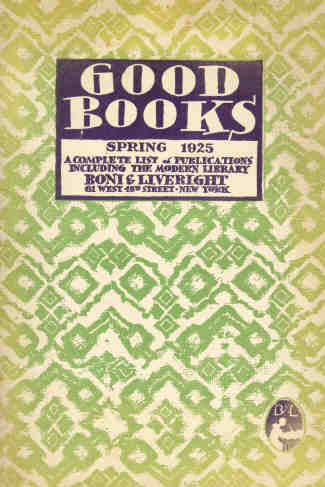 GOOD
BOOKS
SPRING 1925
A COMPLETE LIST of PUBLICATIONS
INCLUDING THE MODERN LIBRARY
BONI & LIVERIGHT
61 WEST 48TH STREET · NEW YORK
B L